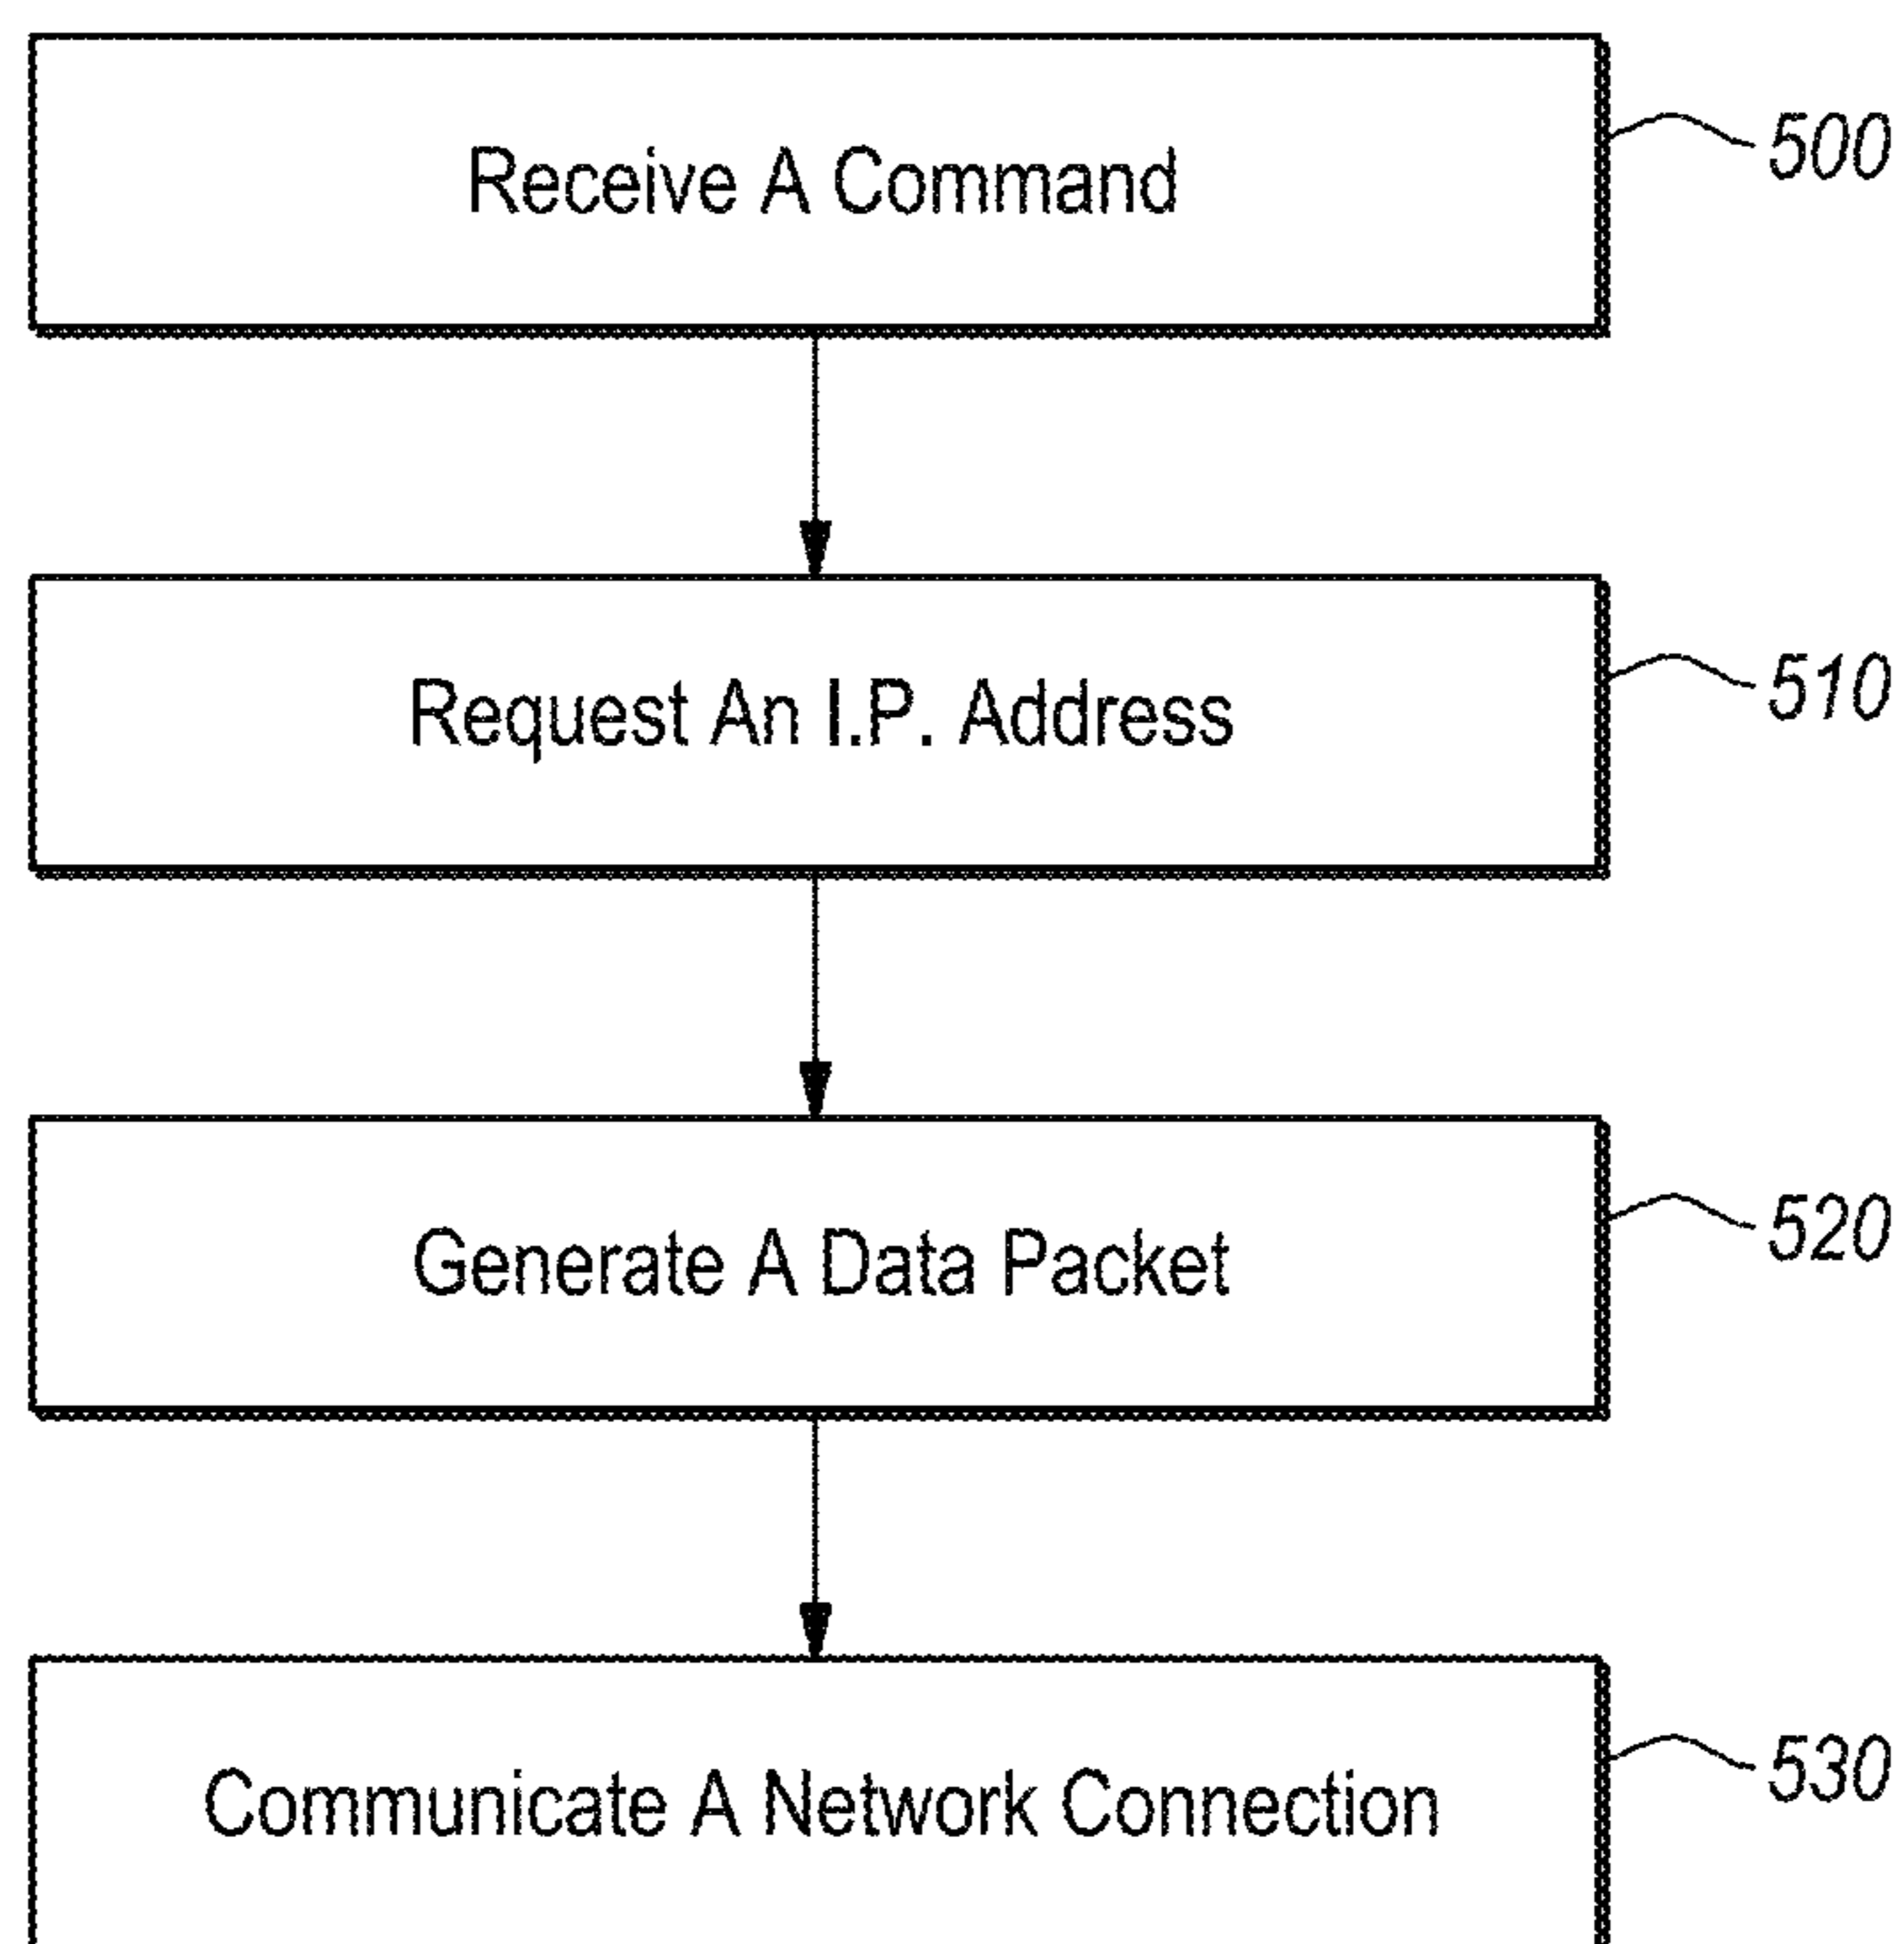 Receive A Command
500
Request An I.P. Address
510
Generate A Data Packet
520
Communicate A Network Connection
530